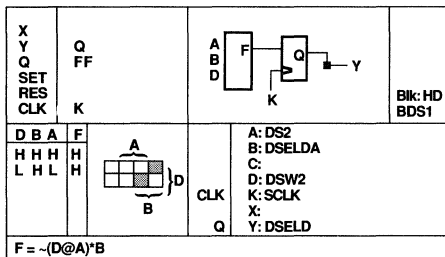 X
Y Q
Q FF
SET
RES
CLK K
A
B
D
F
Q
Y
K
Blk: HD
BDS1
D B A F
H H H H
L H L H
A
D
B
CLK
Q
A: DS2
B: DSELDA
C:
D: DSW2
K: SCLK
X:
Y: DSELD
F = ~(D@A)*B